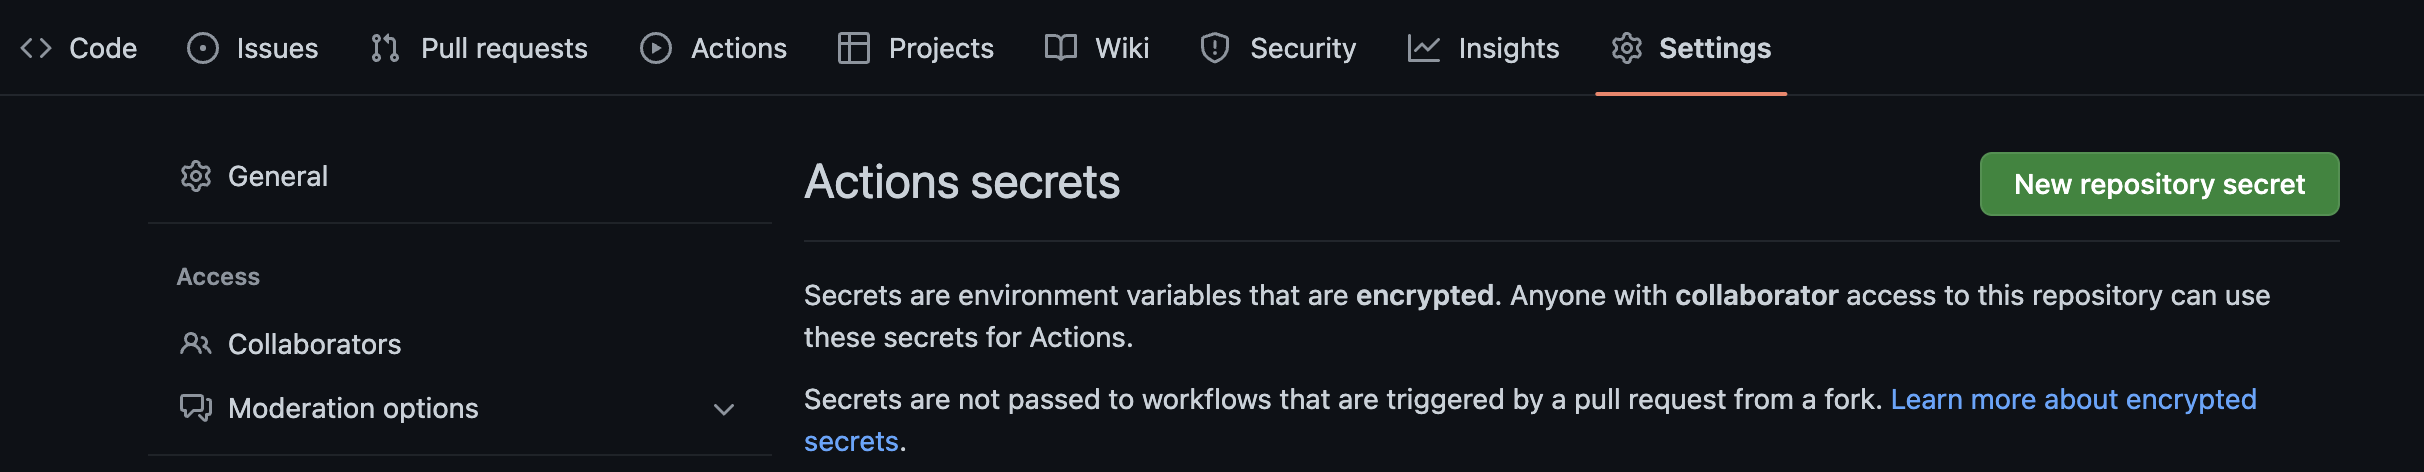 Code Issues Pull requests Actions Projects Wiki Security Insights Settings
General
Access
Collaborators
Moderation options
Actions secrets
New repository secret
Secrets are environment variables that are encrypted. Anyone with collaborator access to this repository can use
these secrets for Actions.
Secrets are not passed to workflows that are triggered by a pull request from a fork. Learn more about encrypted
secrets.